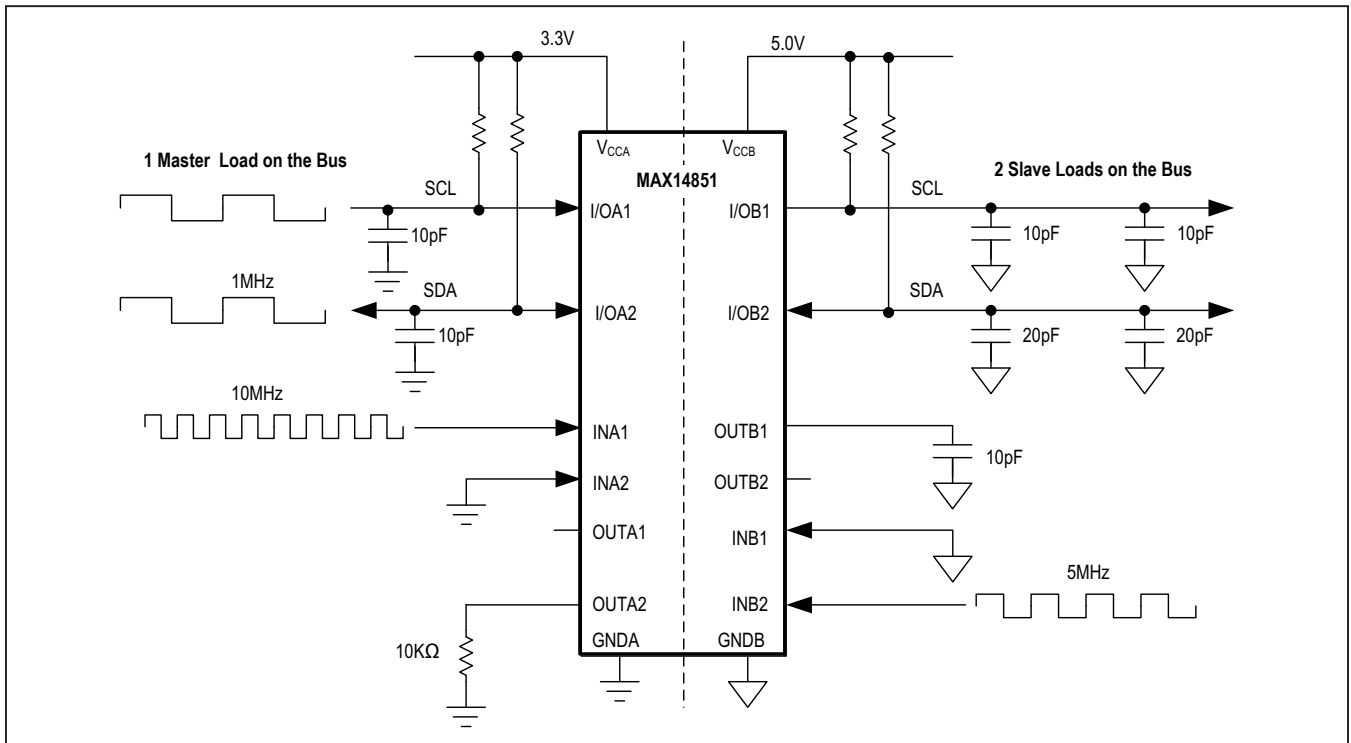 3.3V
5.0V
1 Master Load on the Bus
VCCA
VCCB
MAX14851
2 Slave Loads on the Bus
SCL
I/OA1
I/OB1
SCL
10pF
10pF
10pF
1MHz
SDA
I/OA2
I/OB2
SDA
10pF
20pF
20pF
10MHz
INA1
OUTB1
10pF
INA2
OUTB2
OUTA1
INB1
5MHz
OUTA2
INB2
10KΩ
GNDA
GNDB